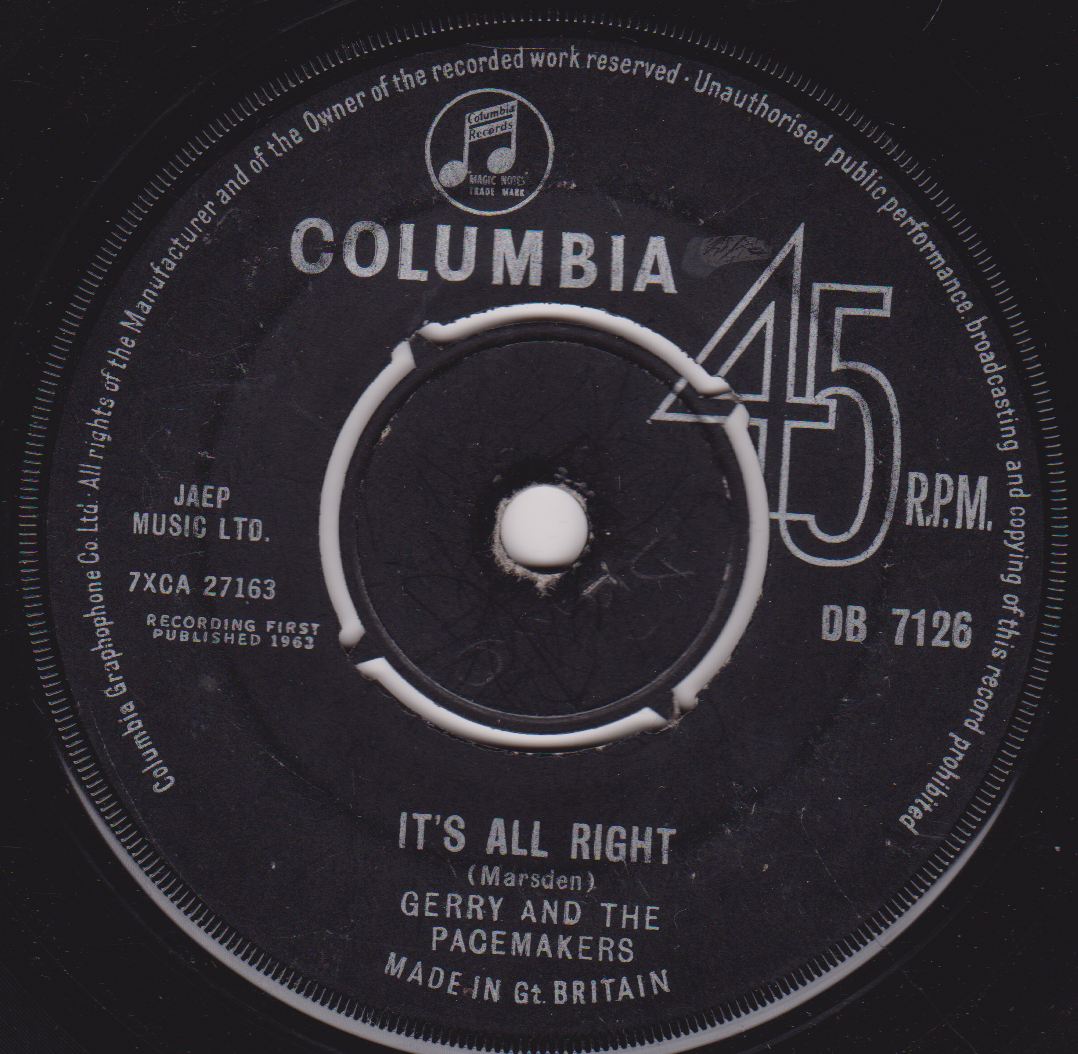 Columbia Graphophone Co. Ltd. · All rights of the Manufacturer and of the Owner of the recorded work reserved · Unauthorised public performance, broadcasting and copying of this record prohibited
Columbia
Records
MAGIC NOTES
TRADE MARK
COLUMBIA
45
R.P.M.
JAEP
MUSIC LTD.
7XCA 27163
RECORDING FIRST
PUBLISHED 1963
DB 7126
IT'S ALL RIGHT
(Marsden)
GERRY AND THE
PACEMAKERS
MADE IN Gt. BRITAIN